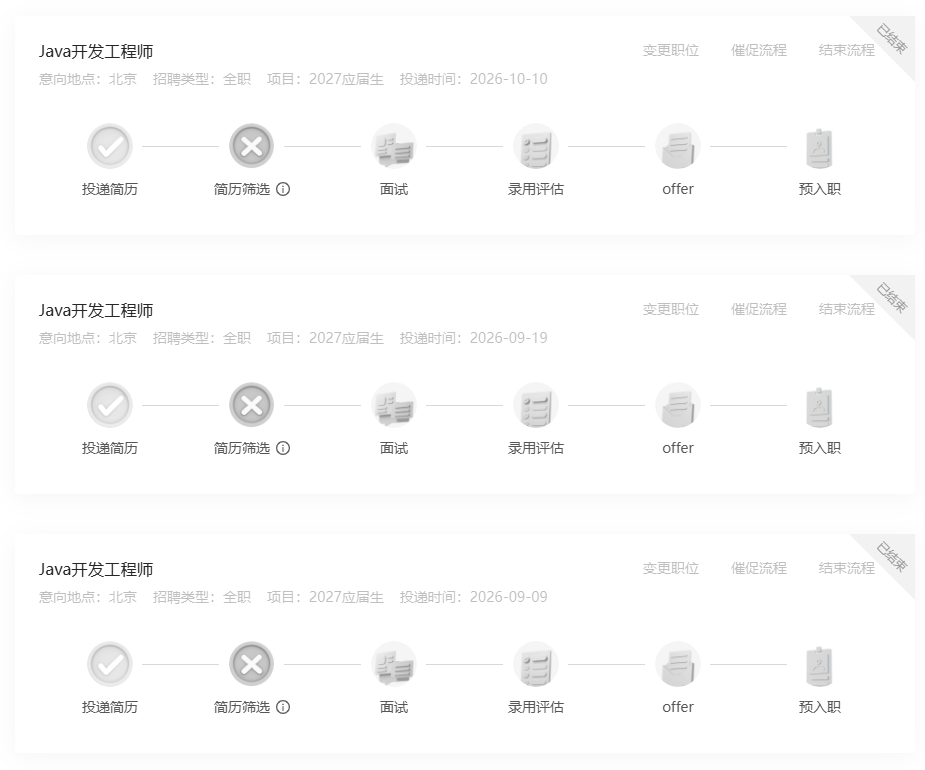 已结束
Java开发工程师 变更职位 催促流程 结束流程
意向地点：北京 招聘类型：全职 项目：2027应届生 投递时间：2026-10-10
投递简历 简历筛选 面试 录用评估 offer 预入职
已结束
Java开发工程师 变更职位 催促流程 结束流程
意向地点：北京 招聘类型：全职 项目：2027应届生 投递时间：2026-09-19
投递简历 简历筛选 面试 录用评估 offer 预入职
已结束
Java开发工程师 变更职位 催促流程 结束流程
意向地点：北京 招聘类型：全职 项目：2027应届生 投递时间：2026-09-09
投递简历 简历筛选 面试 录用评估 offer 预入职